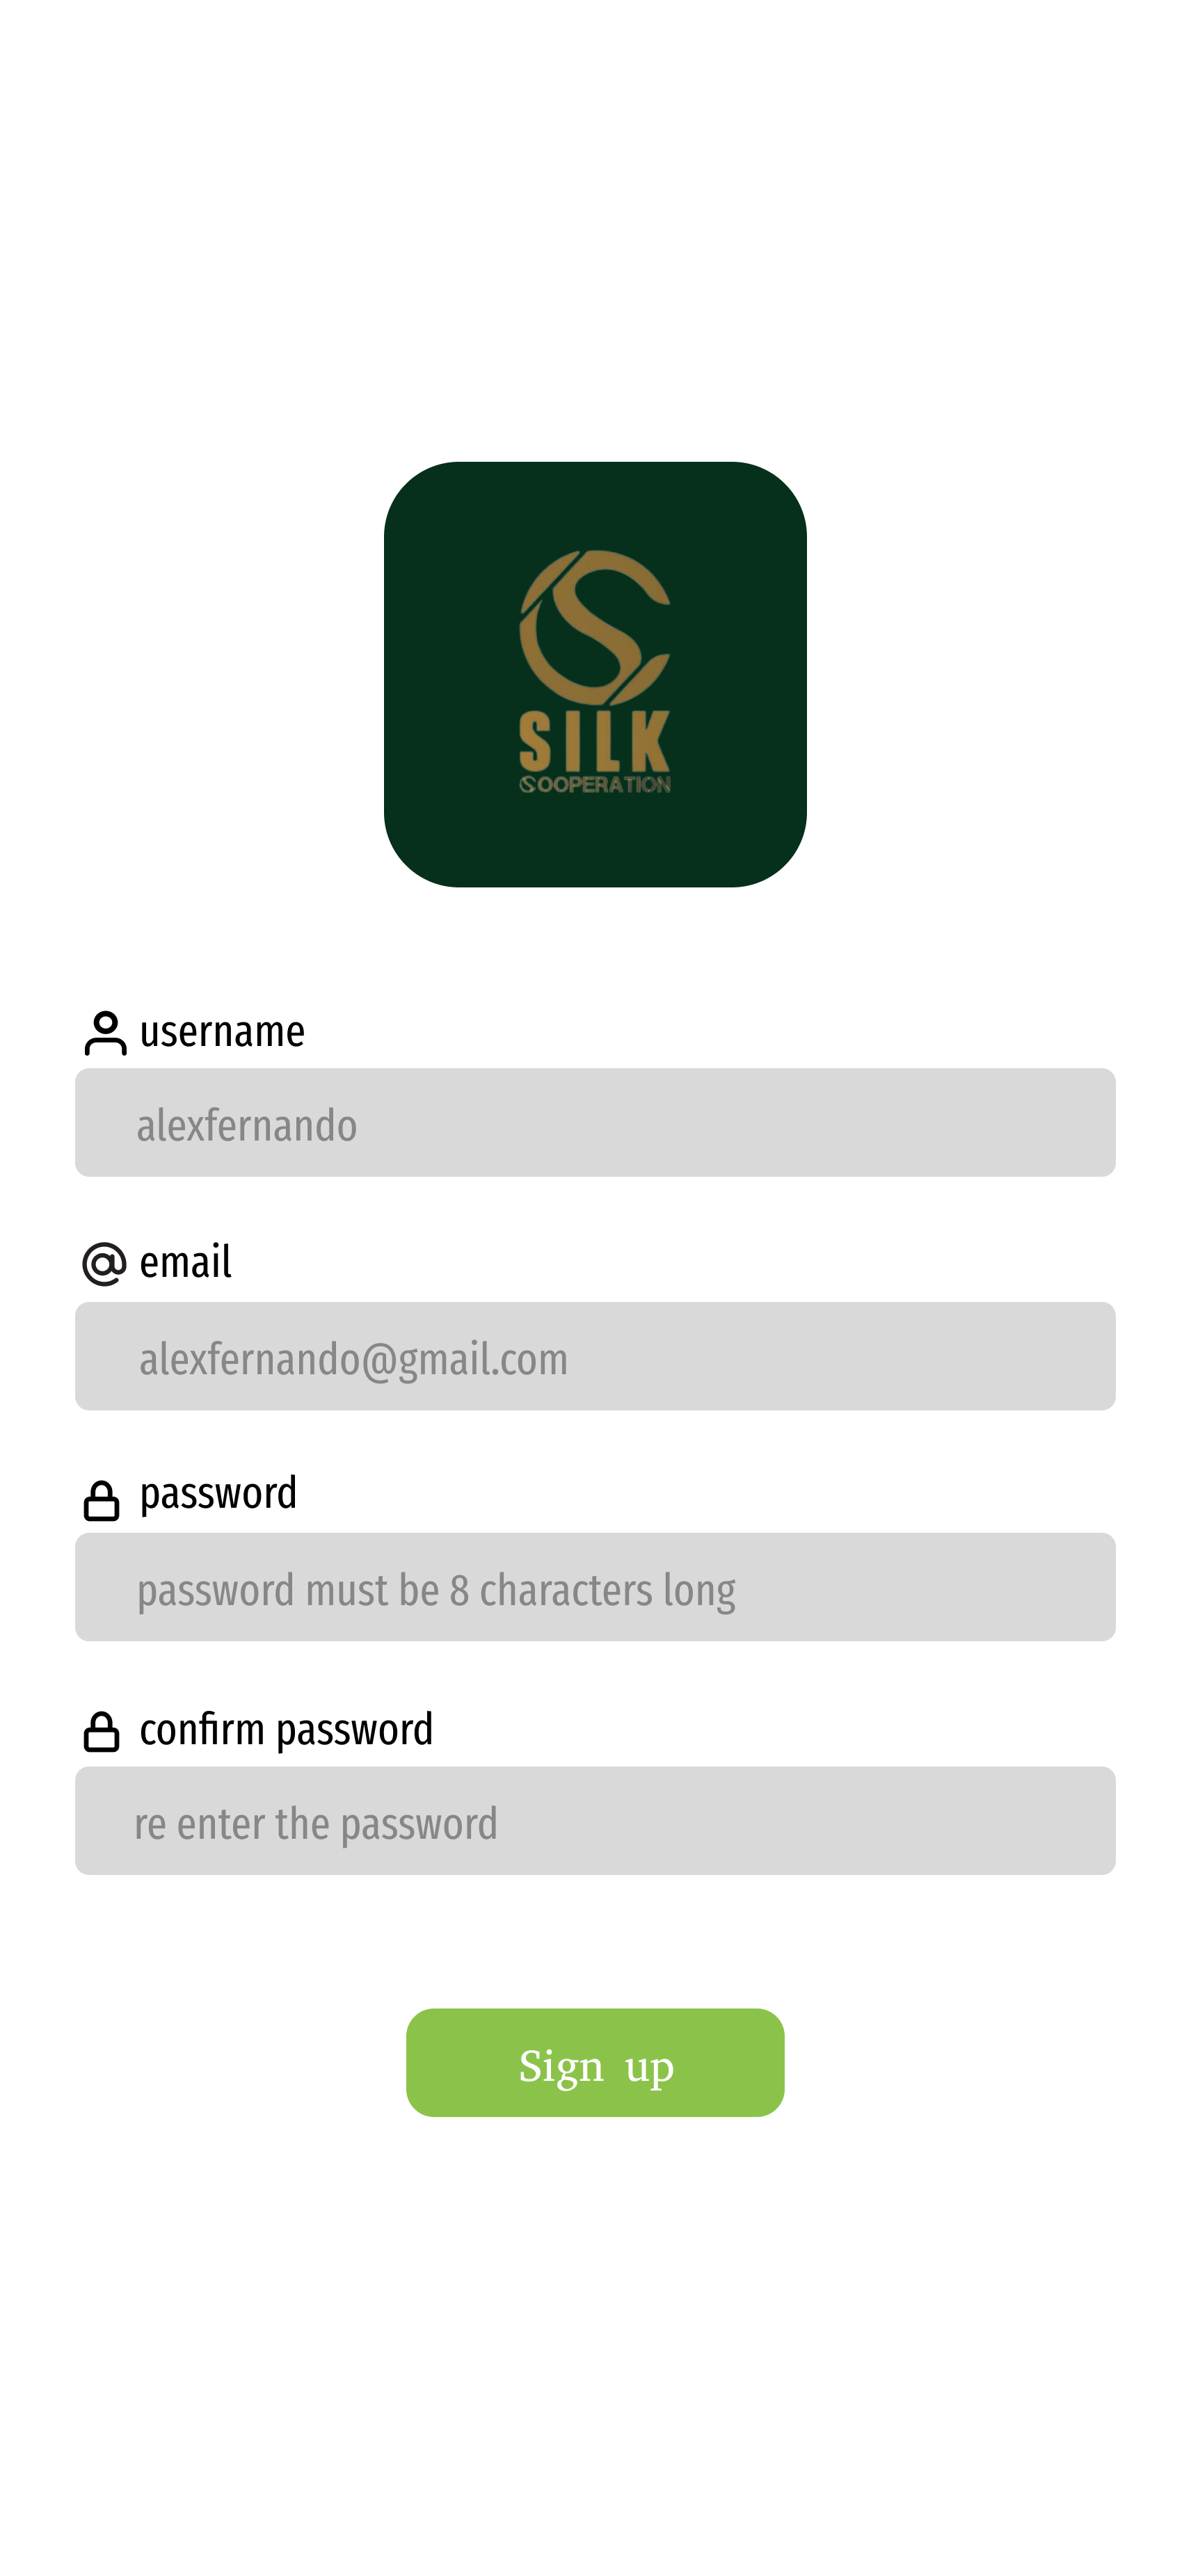 SILK
COOPERATION
username
alexfernando
email
alexfernando@gmail.com
password
password must be 8 characters long
confirm password
re enter the password
Sign up